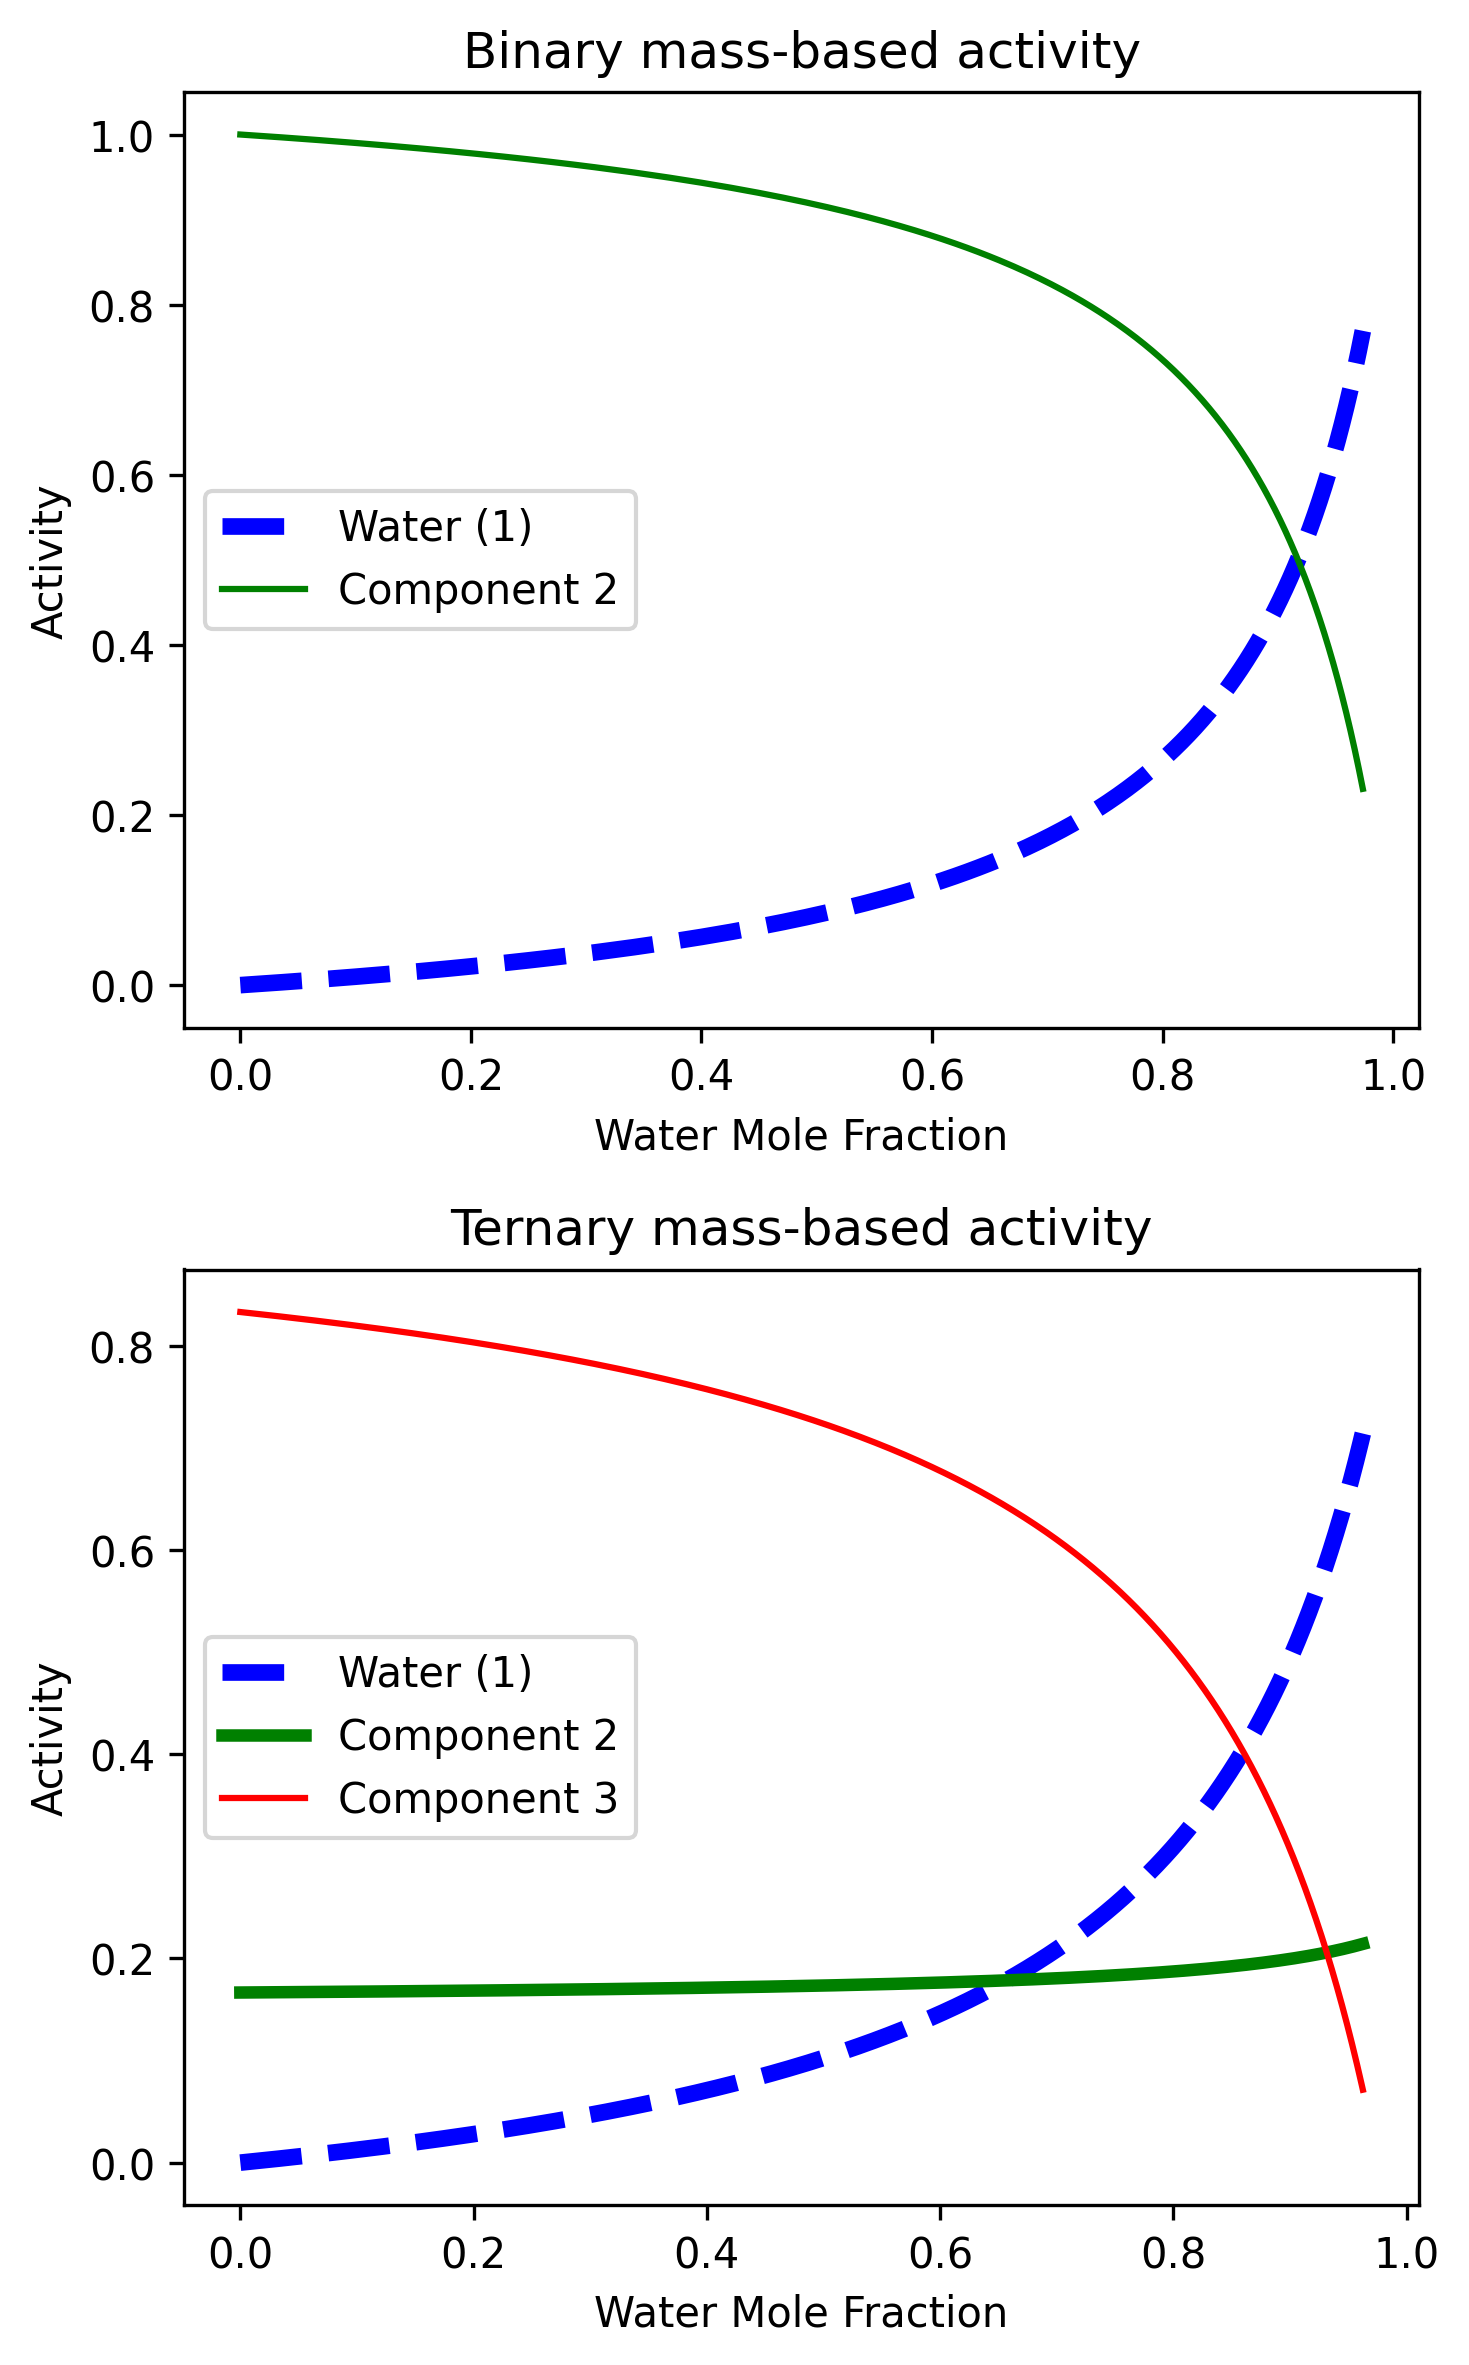 Binary mass-based activity
1.0
0.8
0.6
0.4
0.2
0.0
Activity
Water (1)
Component 2
0.0 0.2 0.4 0.6 0.8 1.0
Water Mole Fraction
Ternary mass-based activity
0.8
0.6
0.4
0.2
0.0
Activity
Water (1)
Component 2
Component 3
0.0 0.2 0.4 0.6 0.8 1.0
Water Mole Fraction